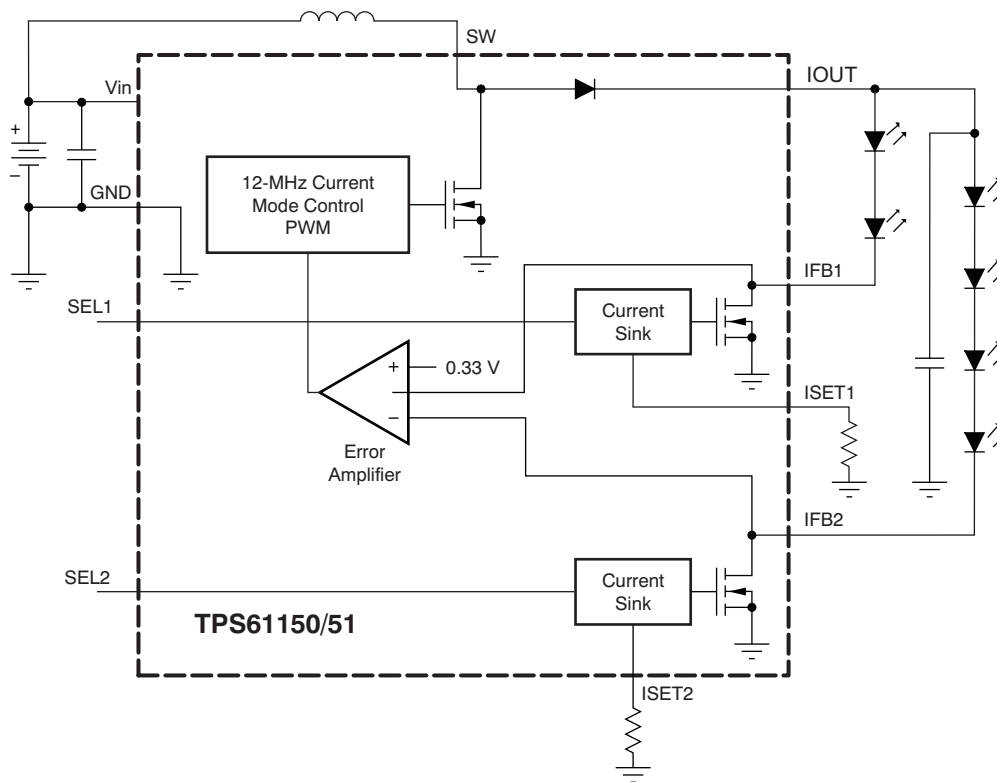 SW
Vin
IOUT
+
−
12-MHz Current
Mode Control
PWM
GND
IFB1
SEL1
Current
Sink
+
0.33 V
−
ISET1
Error
Amplifier
IFB2
SEL2
Current
Sink
TPS61150/51
ISET2